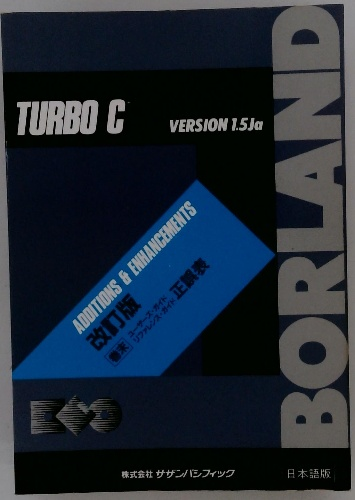 TURBO C
VERSION 1.5Ja
BORLAND
ADDITIONS & ENHANCEMENTS
改訂版
巻末 ユーザーズ・ガイド
リファレンス・ガイド 正誤表
株式会社 サザンパシフィック
日本語版